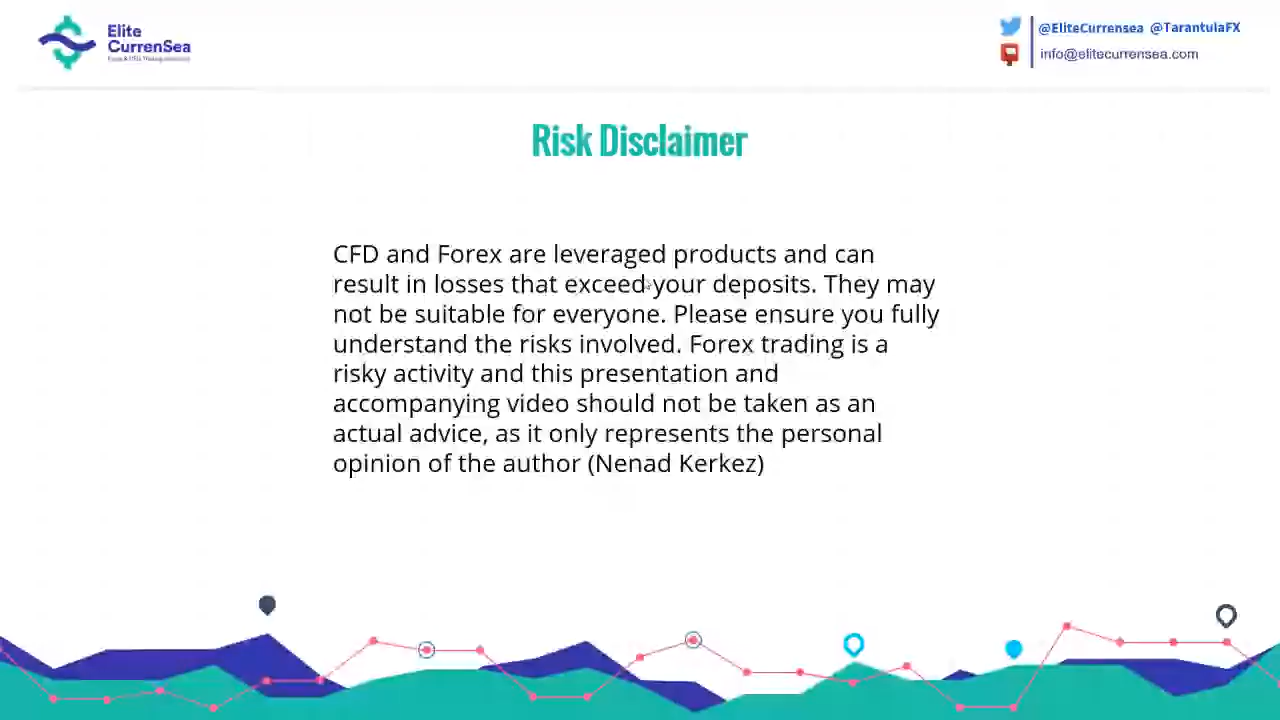 Elite
CurrenSea
@EliteCurrensea @TarantulaFX
info@elitecurrensea.com
Risk Disclaimer
CFD and Forex are leveraged products and can
result in losses that exceed your deposits. They may
not be suitable for everyone. Please ensure you fully
understand the risks involved. Forex trading is a
risky activity and this presentation and
accompanying video should not be taken as an
actual advice, as it only represents the personal
opinion of the author (Nenad Kerkez)